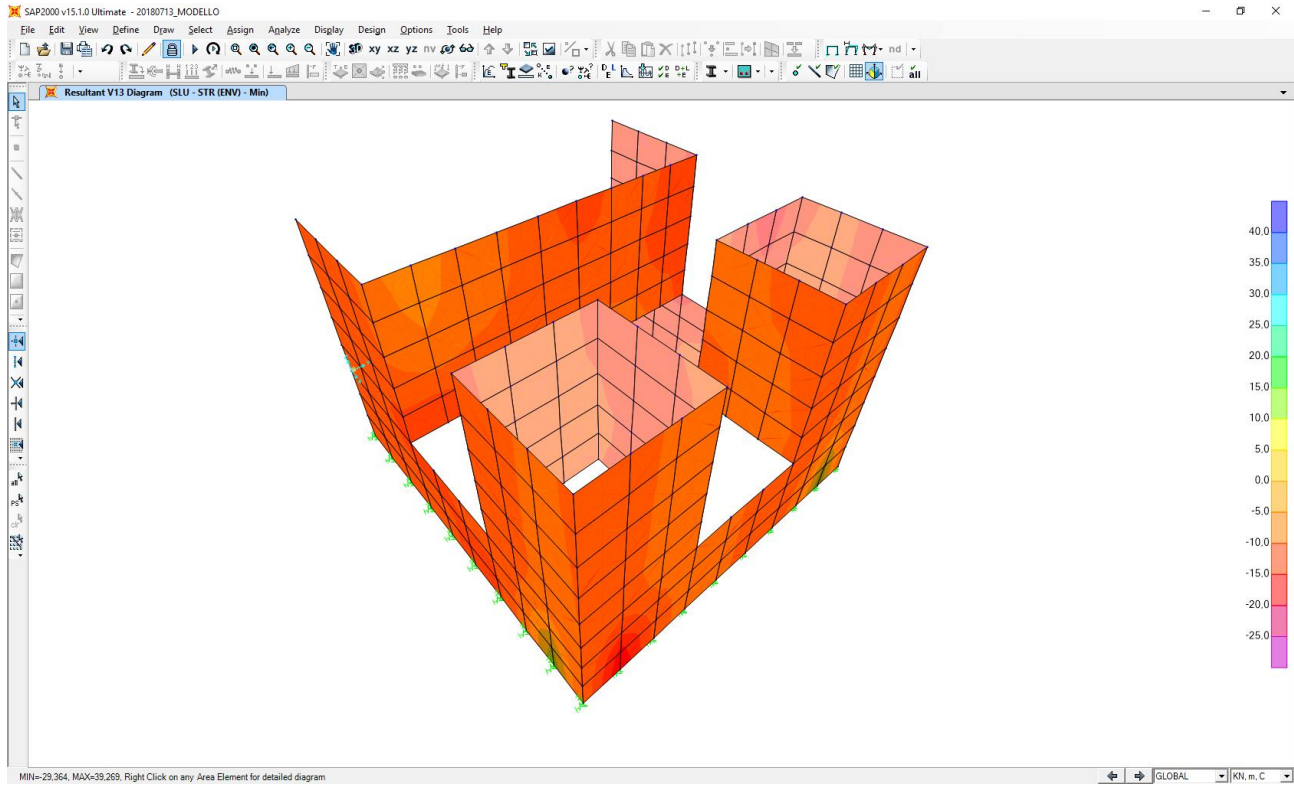 SAP2000 v15.1.0 Ultimate - 20180713_MODELLO
File Edit View Define Draw Select Assign Analyze Display Design Options Tools Help
xy xz yz nv
nd
all
Resultant V13 Diagram (SLU - STR (ENV) - Min)
40,0
35,0
30,0
25,0
20,0
15,0
10,0
5,0
0,0
-5,0
-10,0
-15,0
-20,0
-25,0
all
PS
clr
MIN=-29,364, MAX=39,269, Right Click on any Area Element for detailed diagram
GLOBAL
KN, m, C